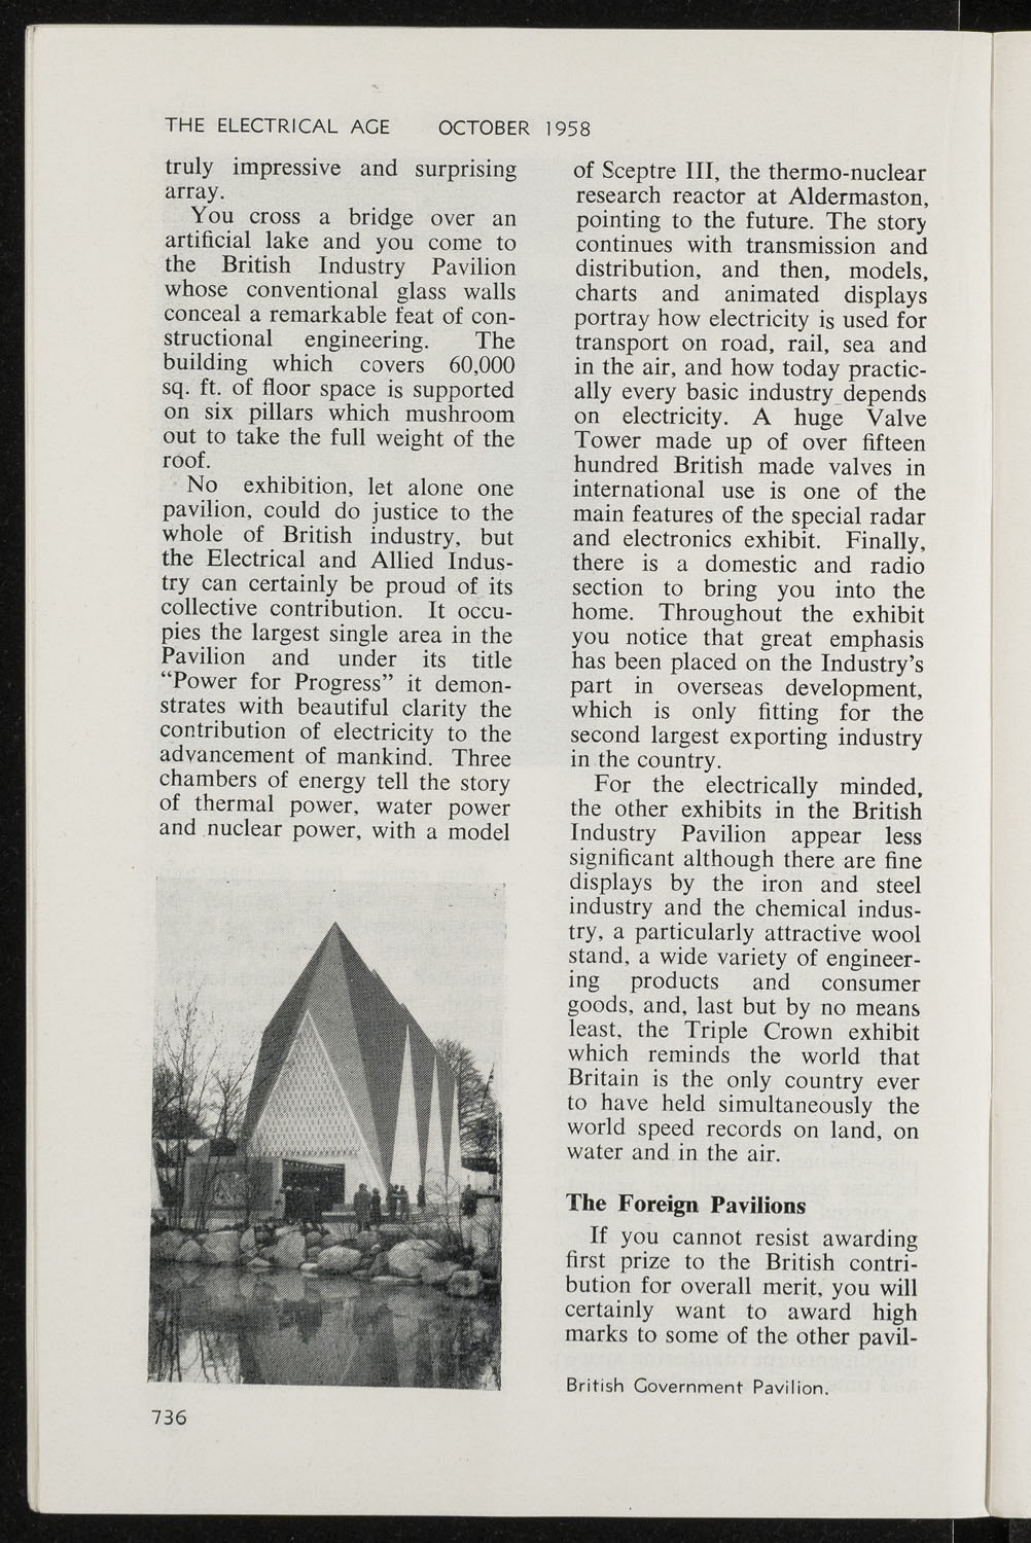 THE ELECTRICAL AGE OCTOBER 1958
truly impressive and surprising
array.
You cross a bridge over an
artificial lake and you come to
the British Industry Pavilion
whose conventional glass walls
conceal a remarkable feat of con-
structional engineering. The
building which covers 60,000
sq. ft. of floor space is supported
on six pillars which mushroom
out to take the full weight of the
roof.
No exhibition, let alone one
pavilion, could do justice to the
whole of British industry, but
the Electrical and Allied Indus-
try can certainly be proud of its
collective contribution. It occu-
pies the largest single area in the
Pavilion and under its title
“Power for Progress” it demon-
strates with beautiful clarity the
contribution of electricity to the
advancement of mankind. Three
chambers of energy tell the story
of thermal power, water power
and nuclear power, with a model
of Sceptre III, the thermo-nuclear
research reactor at Aldermaston,
pointing to the future. The story
continues with transmission and
distribution, and then, models,
charts and animated displays
portray how electricity is used for
transport on road, rail, sea and
in the air, and how today practic-
ally every basic industry depends
on electricity. A huge Valve
Tower made up of over fifteen
hundred British made valves in
international use is one of the
main features of the special radar
and electronics exhibit. Finally,
there is a domestic and radio
section to bring you into the
home. Throughout the exhibit
you notice that great emphasis
has been placed on the Industry’s
part in overseas development,
which is only fitting for the
second largest exporting industry
in the country.
For the electrically minded,
the other exhibits in the British
Industry Pavilion appear less
significant although there are fine
displays by the iron and steel
industry and the chemical indus-
try, a particularly attractive wool
stand, a wide variety of engineer-
ing products and consumer
goods, and, last but by no means
least, the Triple Crown exhibit
which reminds the world that
Britain is the only country ever
to have held simultaneously the
world speed records on land, on
water and in the air.
The Foreign Pavilions
If you cannot resist awarding
first prize to the British contri-
bution for overall merit, you will
certainly want to award high
marks to some of the other pavil-
British Government Pavilion.
736